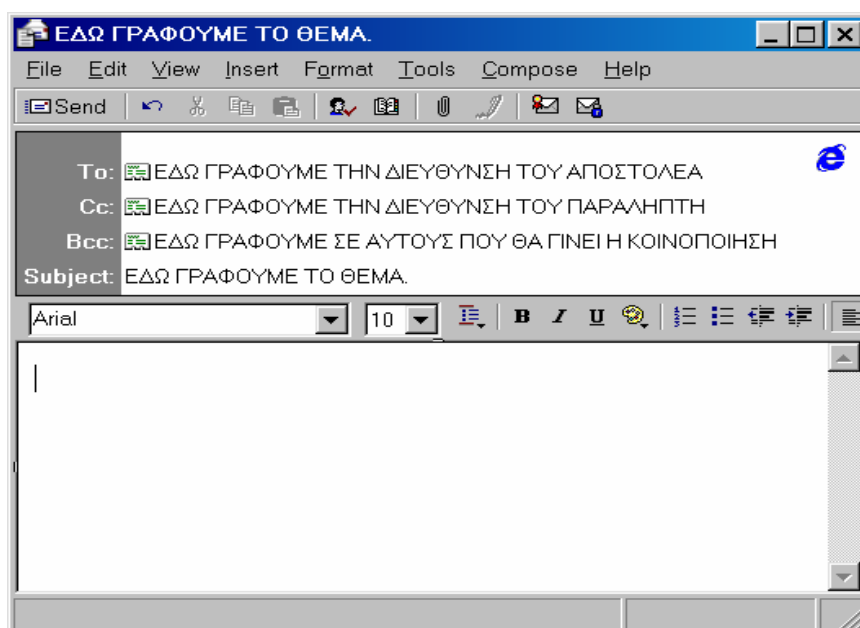 ΕΔΩ ΓΡΑΦΟΥΜΕ ΤΟ ΘΕΜΑ.
File Edit View Insert Format Tools Compose Help
Send
To: ΕΔΩ ΓΡΑΦΟΥΜΕ ΤΗΝ ΔΙΕΥΘΥΝΣΗ ΤΟΥ ΑΠΟΣΤΟΛΕΑ
Cc: ΕΔΩ ΓΡΑΦΟΥΜΕ ΤΗΝ ΔΙΕΥΘΥΝΣΗ ΤΟΥ ΠΑΡΑΛΗΠΤΗ
Bcc: ΕΔΩ ΓΡΑΦΟΥΜΕ ΣΕ ΑΥΤΟΥΣ ΠΟΥ ΘΑ ΓΙΝΕΙ Η ΚΟΙΝΟΠΟΙΗΣΗ
Subject: ΕΔΩ ΓΡΑΦΟΥΜΕ ΤΟ ΘΕΜΑ.
Arial 10 B I U